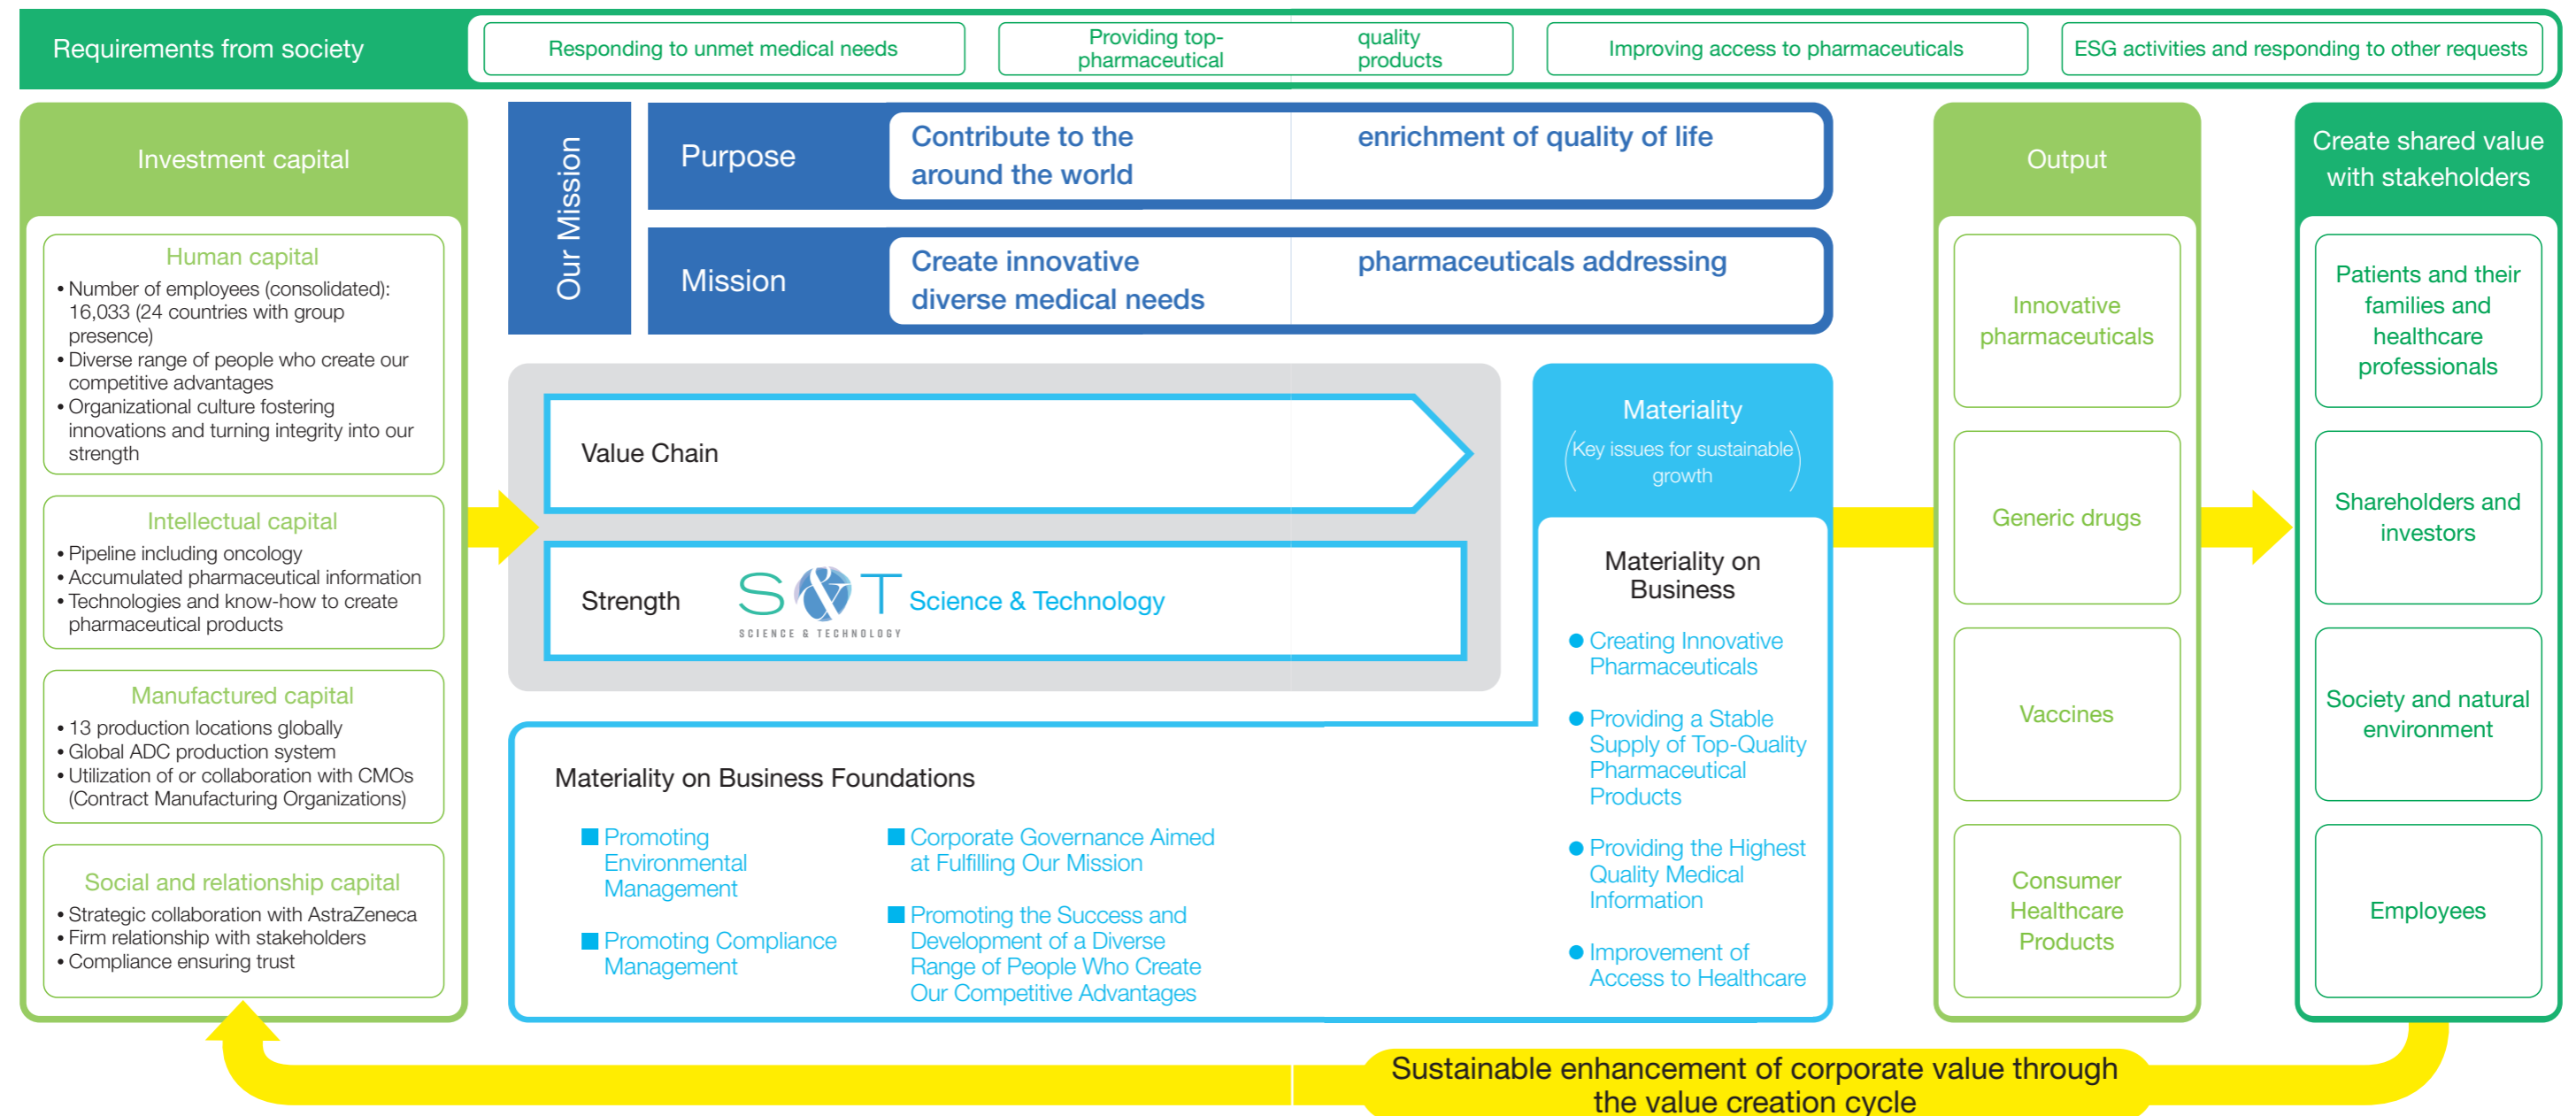 Requirements from society
Responding to unmet medical needs
Providing top- quality
pharmaceutical products
Improving access to pharmaceuticals
ESG activities and responding to other requests
Investment capital
Human capital
• Number of employees (consolidated):
16,033 (24 countries with group
presence)
• Diverse range of people who create our
competitive advantages
• Organizational culture fostering
innovations and turning integrity into our
strength
Intellectual capital
• Pipeline including oncology
• Accumulated pharmaceutical information
• Technologies and know-how to create
pharmaceutical products
Manufactured capital
• 13 production locations globally
• Global ADC production system
• Utilization of or collaboration with CMOs
(Contract Manufacturing Organizations)
Social and relationship capital
• Strategic collaboration with AstraZeneca
• Firm relationship with stakeholders
• Compliance ensuring trust
Our Mission
Purpose
Contribute to the enrichment of quality of life
around the world
Mission
Create innovative pharmaceuticals addressing
diverse medical needs
Value Chain
Strength
S&T
SCIENCE & TECHNOLOGY
Science & Technology
Materiality
(Key issues for sustainable
growth)
Materiality on
Business
● Creating Innovative
Pharmaceuticals
● Providing a Stable
Supply of Top-Quality
Pharmaceutical
Products
● Providing the Highest
Quality Medical
Information
● Improvement of
Access to Healthcare
Materiality on Business Foundations
■ Promoting
Environmental
Management
■ Promoting Compliance
Management
■ Corporate Governance Aimed
at Fulfilling Our Mission
■ Promoting the Success and
Development of a Diverse
Range of People Who Create
Our Competitive Advantages
Output
Innovative
pharmaceuticals
Generic drugs
Vaccines
Consumer
Healthcare
Products
Create shared value
with stakeholders
Patients and their
families and
healthcare
professionals
Shareholders and
investors
Society and natural
environment
Employees
Sustainable enhancement of corporate value through
the value creation cycle